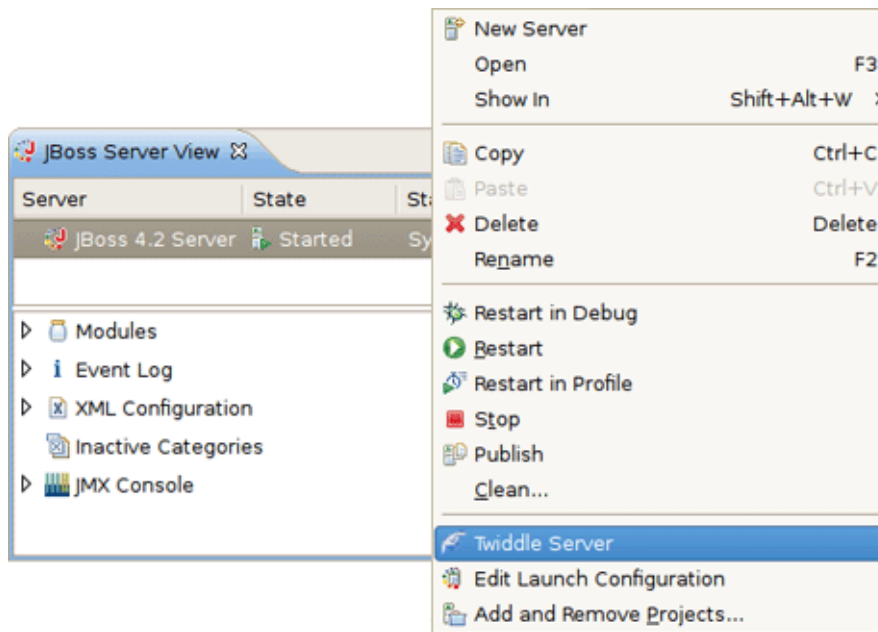 JBoss Server View
Server State
JBoss 4.2 Server Started
Modules
Event Log
XML Configuration
Inactive Categories
JMX Console
New Server
Open F3
Show In Shift+Alt+W
Copy Ctrl+C
Paste Ctrl+V
Delete Delete
Rename F2
Restart in Debug
Restart
Restart in Profile
Stop
Publish
Clean...
Twiddle Server
Edit Launch Configuration
Add and Remove Projects...